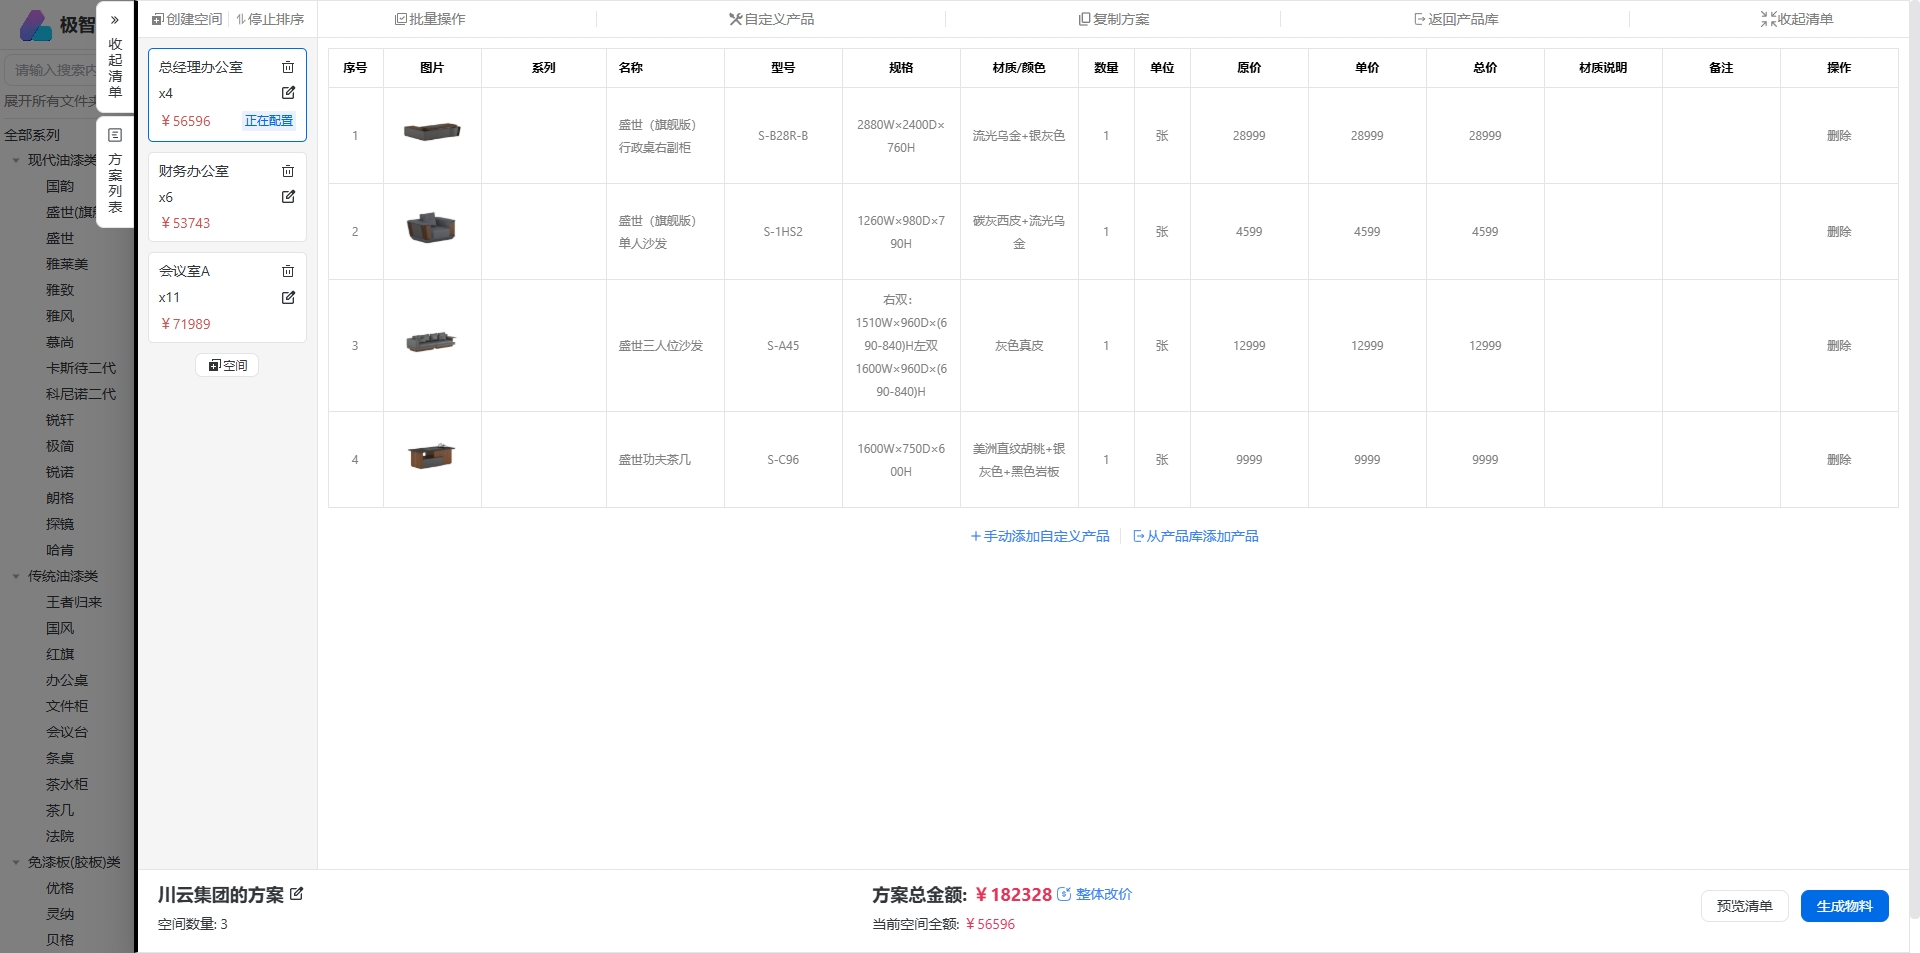 极智
请输入搜索内
展开所有文件夹
全部系列
现代油漆类
国韵
盛世(旗舰
盛世
雅莱美
雅致
雅风
慕尚
卡斯待二代
科尼诺二代
锐轩
极简
锐诺
朗格
探镜
哈肯
传统油漆类
王者归来
国风
红旗
办公桌
文件柜
会议台
条桌
茶水柜
茶几
法院
免漆板(胶板)类
优格
灵纳
贝格
收起清单
方案列表
创建空间 停止排序
总经理办公室
x4
￥56596 正在配置
财务办公室
x6
￥53743
会议室A
x11
￥71989
空间
批量操作 自定义产品 复制方案 返回产品库 收起清单
序号 图片 系列 名称 型号 规格 材质/颜色 数量 单位 原价 单价 总价 材质说明 备注 操作
1 盛世（旗舰版）行政桌右副柜 S-B28R-B 2880W×2400D×760H 流光乌金+银灰色 1 张 28999 28999 28999 删除
2 盛世（旗舰版）单人沙发 S-1HS2 1260W×980D×790H 碳灰西皮+流光乌金 1 张 4599 4599 4599 删除
3 盛世三人位沙发 S-A45 右双：1510W×960D×(690-840)H左双1600W×960D×(690-840)H 灰色真皮 1 张 12999 12999 12999 删除
4 盛世功夫茶几 S-C96 1600W×750D×600H 美洲直纹胡桃+银灰色+黑色岩板 1 张 9999 9999 9999 删除
手动添加自定义产品 从产品库添加产品
川云集团的方案
空间数量: 3
方案总金额: ￥182328 整体改价
当前空间全额: ￥56596
预览清单
生成物料